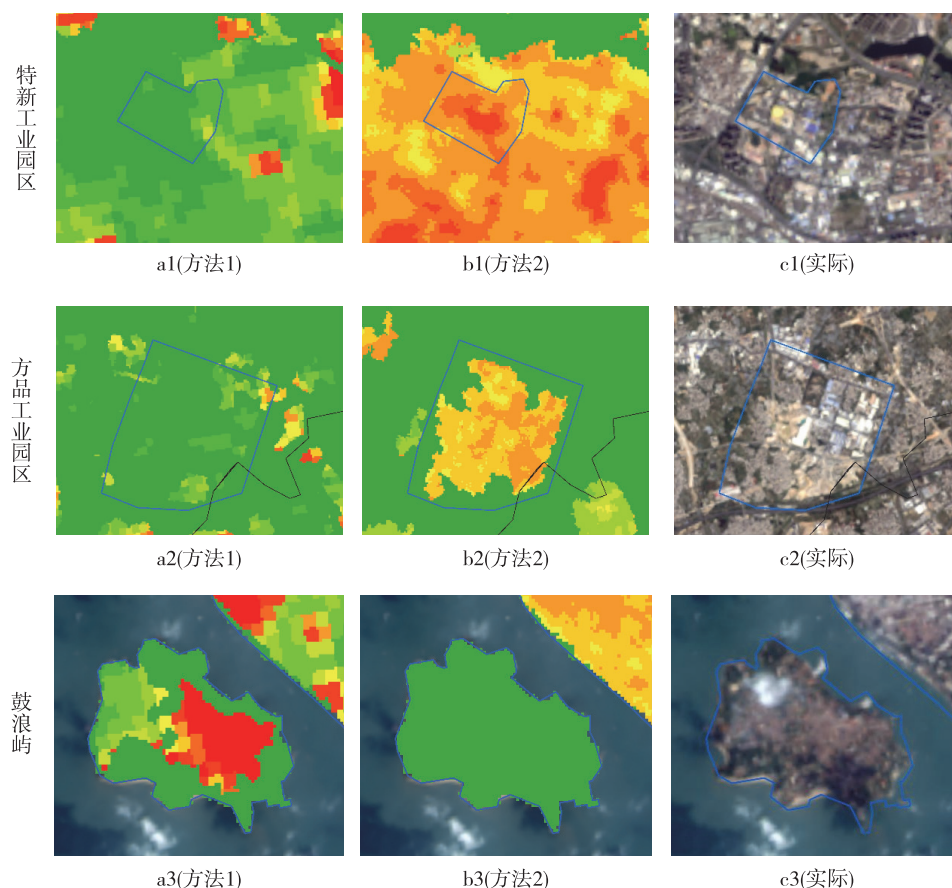 特新工业园区
a1(方法1)
b1(方法2)
c1(实际)
方品工业园区
a2(方法1)
b2(方法2)
c2(实际)
鼓浪屿
a3(方法1)
b3(方法2)
c3(实际)